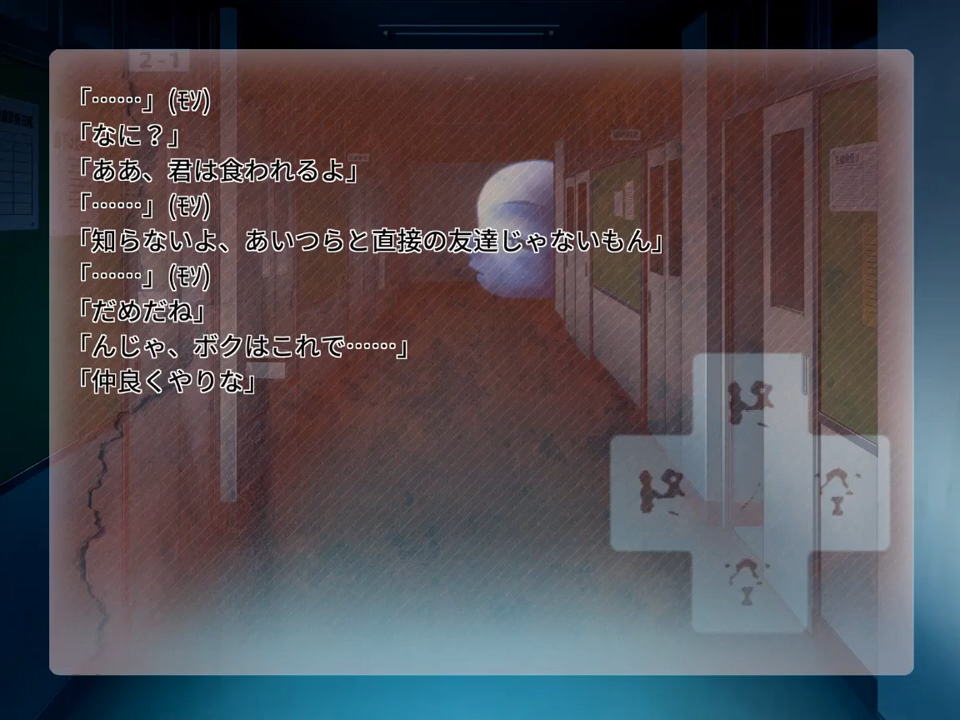 2-1
「……」(ﾓｿ)
「なに？」
「ああ、君は食われるよ」
「……」(ﾓｿ)
「知らないよ、あいつらと直接の友達じゃないもん」
「……」(ﾓｿ)
「だめだね」
「んじゃ、ボクはこれで……」
「仲良くやりな」